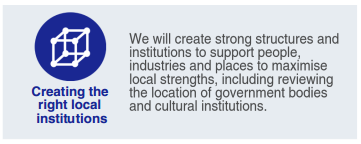 Creating the
right local
institutions
We will create strong structures and
institutions to support people,
industries and places to maximise
local strengths, including reviewing
the location of government bodies
and cultural institutions.